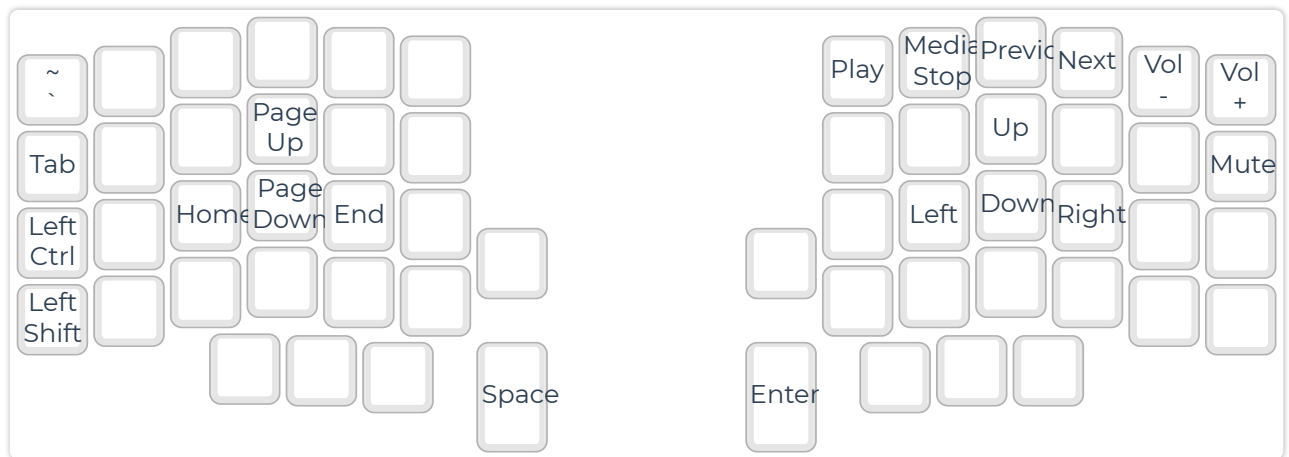 ~
`
Tab
Left
Ctrl
Left
Shift
Page
Up
Home
Page
Down
End
Space
Play
Media
Stop
Previo
Next
Vol
-
Vol
+
Up
Mute
Left
Down
Right
Enter